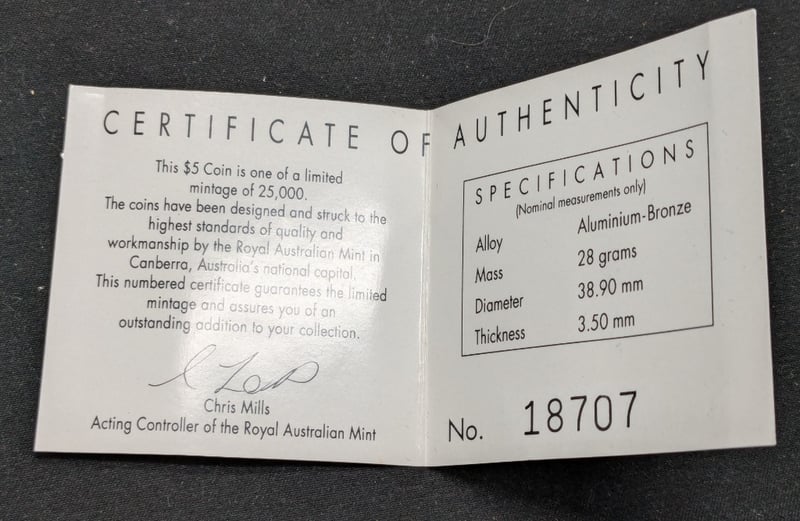 CERTIFICATE OF AUTHENTICITY
This $5 Coin is one of a limited
mintage of 25,000.
The coins have been designed and struck to the
highest standards of quality and
workmanship by the Royal Australian Mint in
Canberra, Australia's national capital.
This numbered certificate guarantees the limited
mintage and assures you of an
outstanding addition to your collection.
Chris Mills
Acting Controller of the Royal Australian Mint
SPECIFICATIONS
(Nominal measurements only)
Alloy Aluminium-Bronze
Mass 28 grams
Diameter 38.90 mm
Thickness 3.50 mm
No. 18707